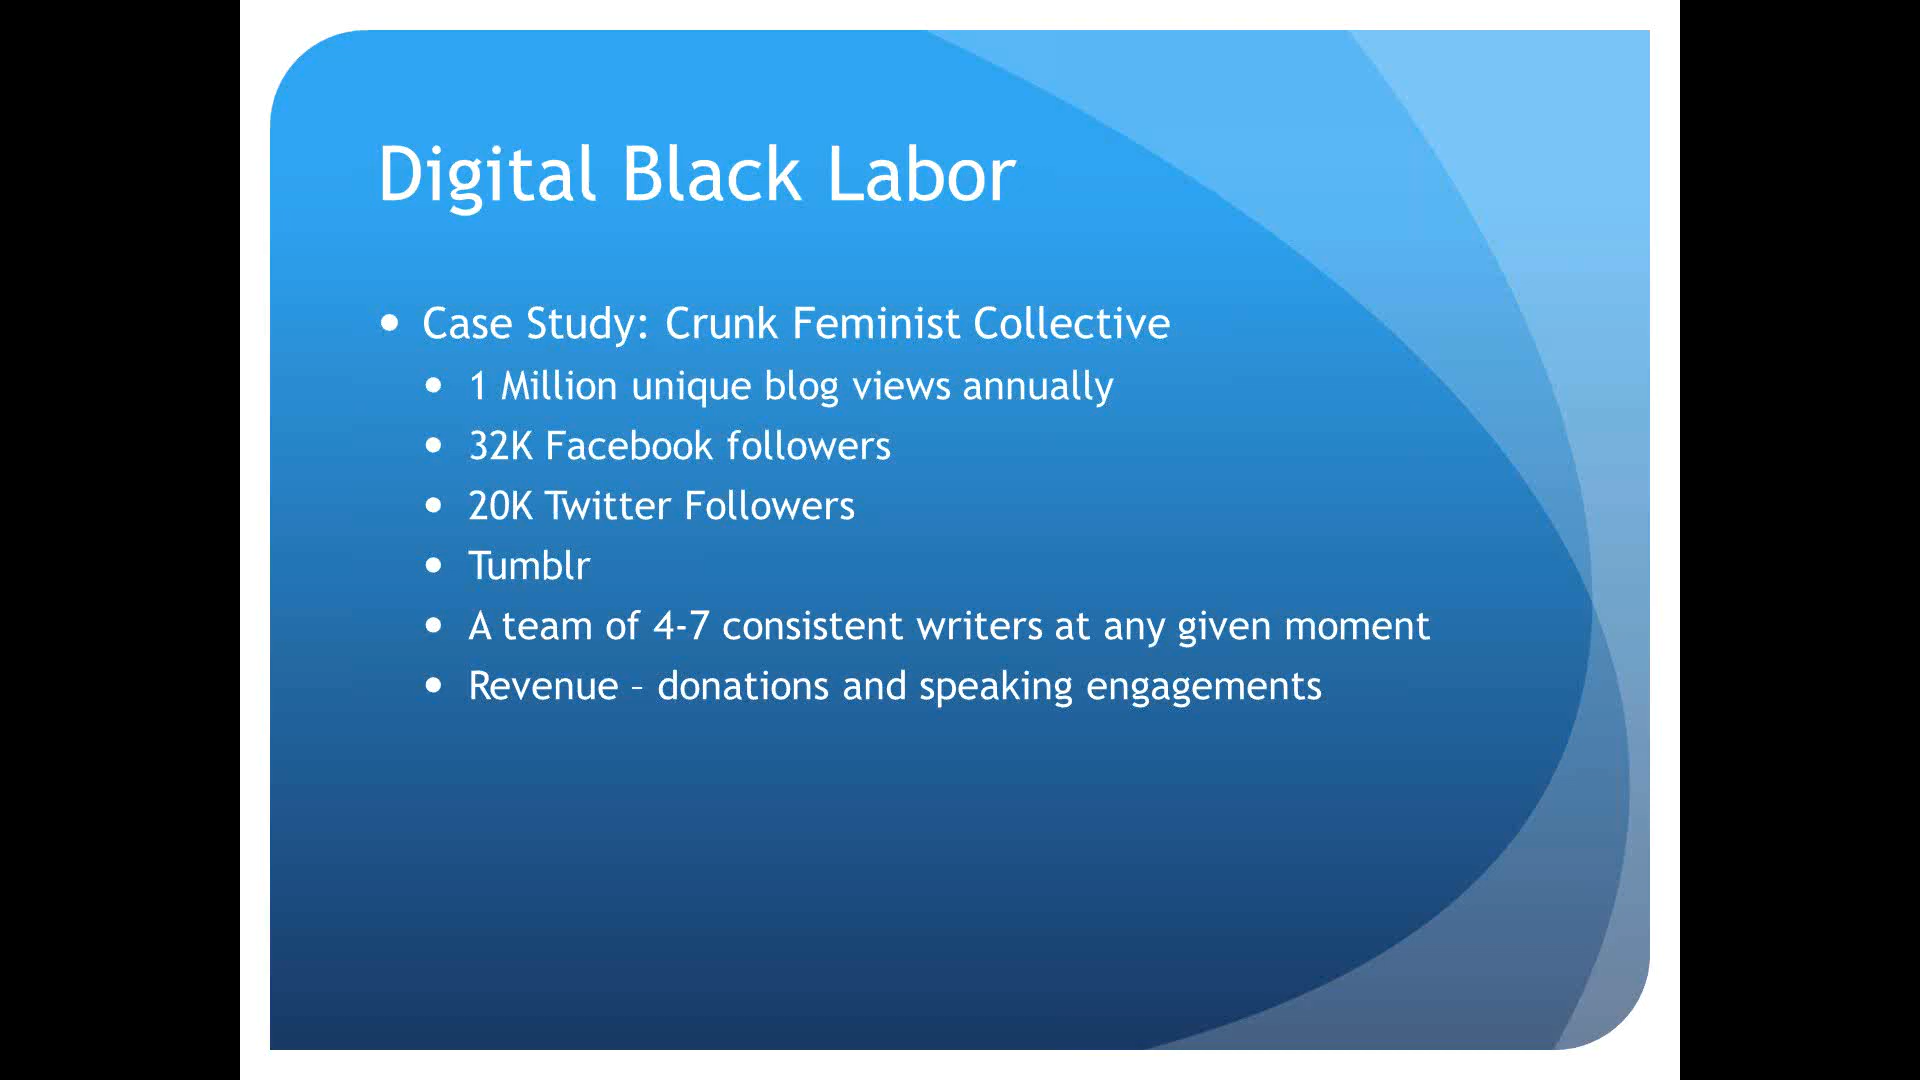 Digital Black Labor
• Case Study: Crunk Feminist Collective
• 1 Million unique blog views annually
• 32K Facebook followers
• 20K Twitter Followers
• Tumblr
• A team of 4-7 consistent writers at any given moment
• Revenue – donations and speaking engagements